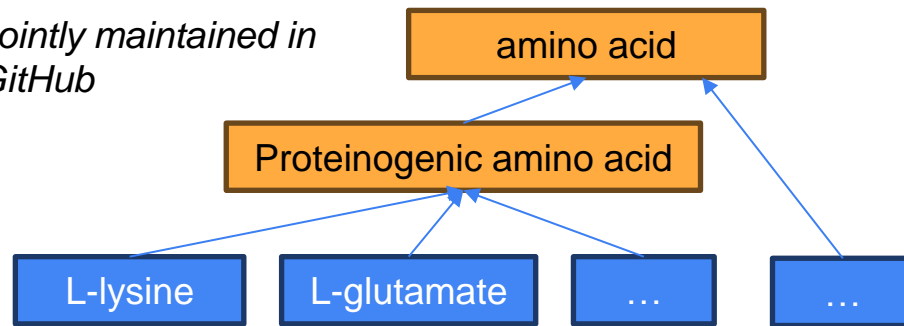 ointly maintained in
GitHub
amino acid
Proteinogenic amino acid
L-lysine
L-glutamate
…
…